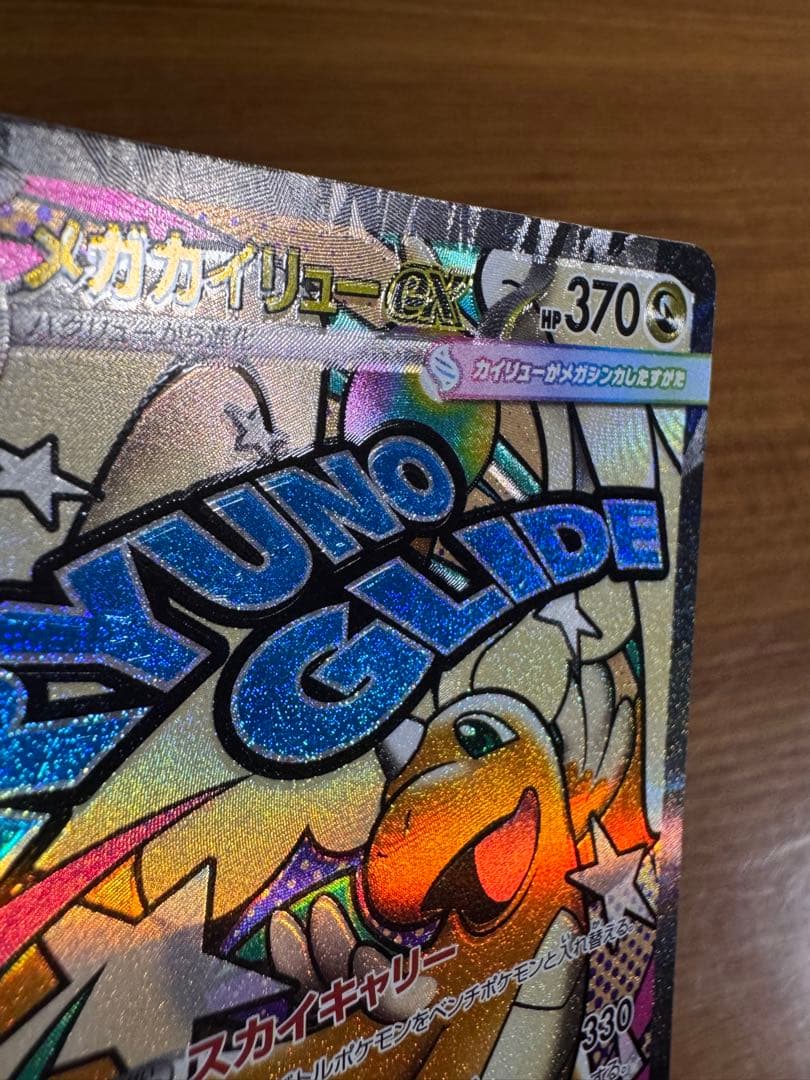 メガカイリューex HP370
ハクリューから進化
カイリューがメガシンカしたすがた
RYUNO
GLIDE
スカイキャリー
バトルポケモンをベンチポケモンと入れ替える。
330
する。